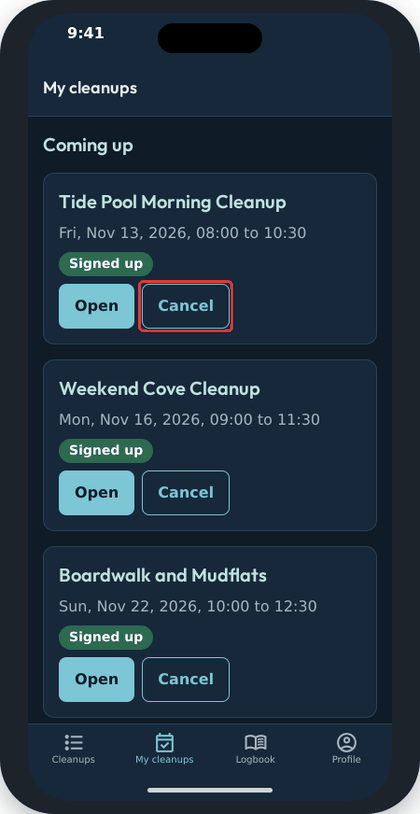 9:41
My cleanups
Coming up
Tide Pool Morning Cleanup
Fri, Nov 13, 2026, 08:00 to 10:30
Signed up
Open Cancel
Weekend Cove Cleanup
Mon, Nov 16, 2026, 09:00 to 11:30
Signed up
Open Cancel
Boardwalk and Mudflats
Sun, Nov 22, 2026, 10:00 to 12:30
Signed up
Open Cancel
Cleanups My cleanups Logbook Profile